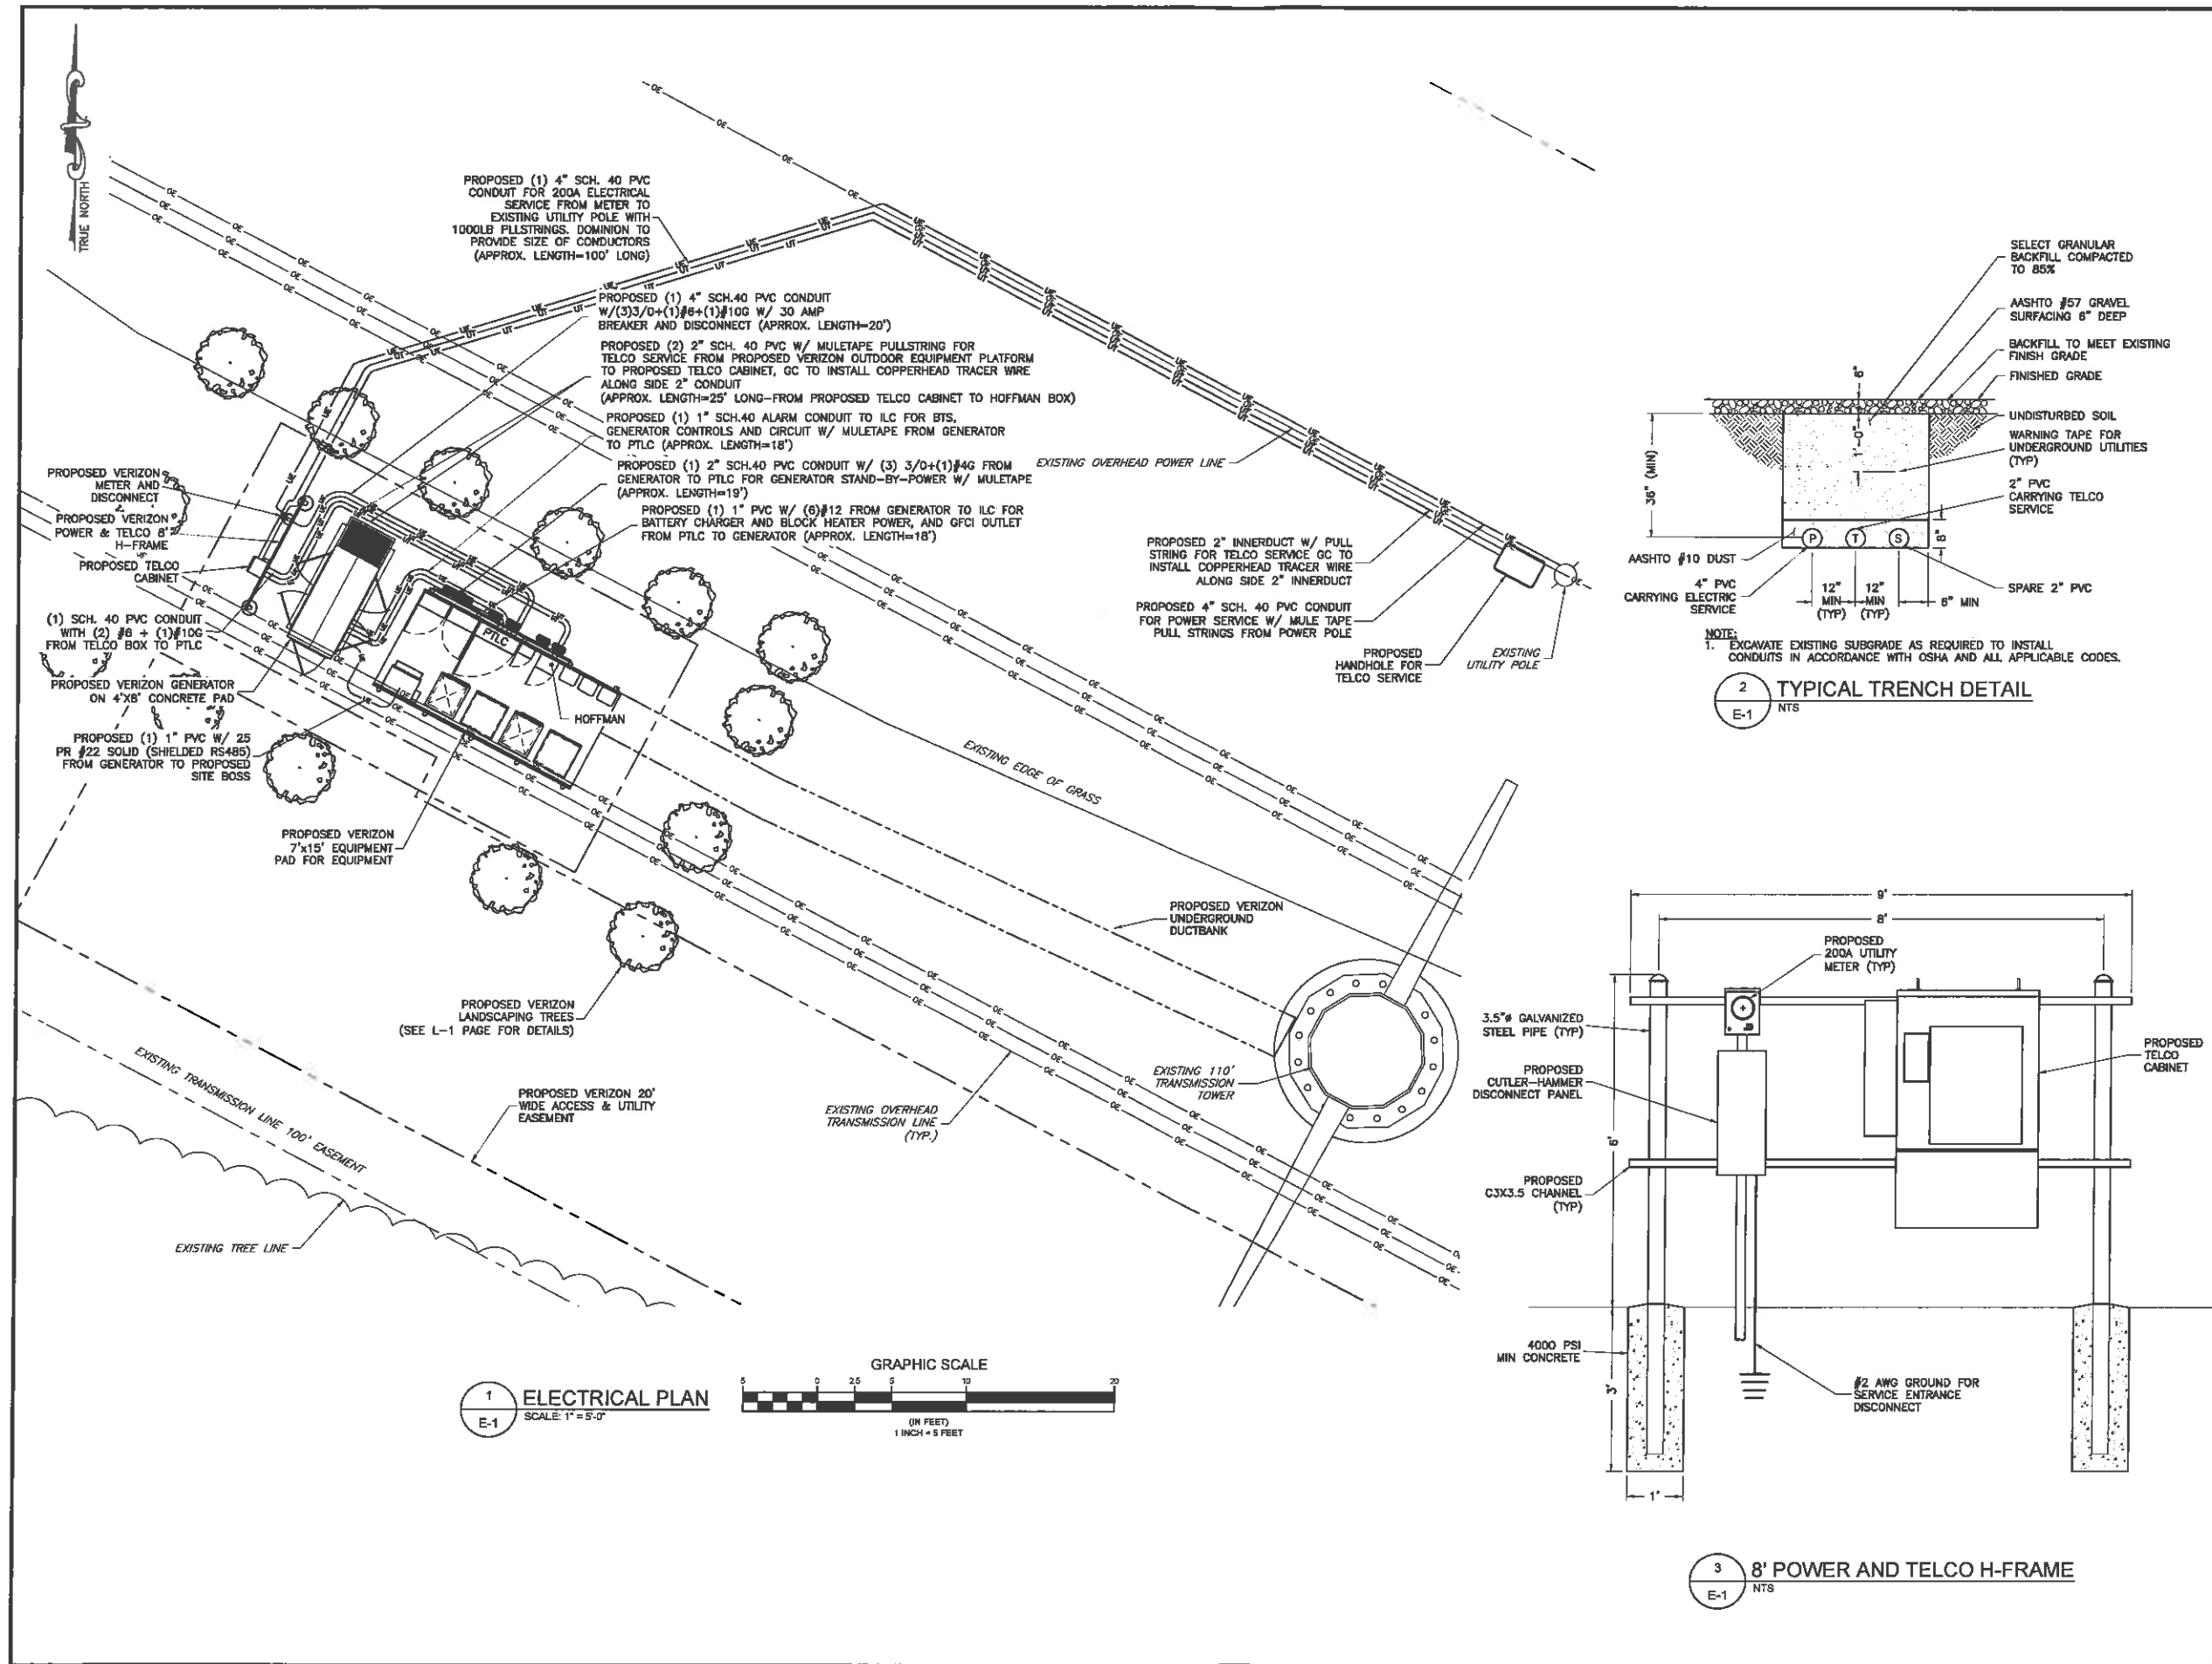 TRUE NORTH
PROPOSED (1) 4" SCH. 40 PVC
CONDUIT FOR 200A ELECTRICAL
SERVICE FROM METER TO
EXISTING UTILITY POLE WITH
1000LB PLLSTRINGS. DOMINION TO
PROVIDE SIZE OF CONDUCTORS
(APPROX. LENGTH=100' LONG)
PROPOSED (1) 4" SCH.40 PVC CONDUIT
W/(3)3/0+(1)#6+(1)#10G W/ 30 AMP
BREAKER AND DISCONNECT (APRROX. LENGTH=20')
PROPOSED (2) 2" SCH. 40 PVC W/ MULETAPE PULLSTRING FOR
TELCO SERVICE FROM PROPOSED VERIZON OUTDOOR EQUIPMENT PLATFORM
TO PROPOSED TELCO CABINET, GC TO INSTALL COPPERHEAD TRACER WIRE
ALONG SIDE 2" CONDUIT
(APPROX. LENGTH=25' LONG-FROM PROPOSED TELCO CABINET TO HOFFMAN BOX)
PROPOSED (1) 1" SCH.40 ALARM CONDUIT TO ILC FOR BTS,
GENERATOR CONTROLS AND CIRCUIT W/ MULETAPE FROM GENERATOR
TO PTLC (APPROX. LENGTH=18')
PROPOSED (1) 2" SCH.40 PVC CONDUIT W/ (3) 3/0+(1)#4G FROM
GENERATOR TO PTLC FOR GENERATOR STAND-BY-POWER W/ MULETAPE
(APPROX. LENGTH=19')
PROPOSED (1) 1" PVC W/ (6)#12 FROM GENERATOR TO ILC FOR
BATTERY CHARGER AND BLOCK HEATER POWER, AND GFCI OUTLET
FROM PTLC TO GENERATOR (APPROX. LENGTH=18')
EXISTING OVERHEAD POWER LINE
PROPOSED VERIZON
METER AND
DISCONNECT
PROPOSED VERIZON
POWER & TELCO 8'
H-FRAME
PROPOSED TELCO
CABINET
(1) SCH. 40 PVC CONDUIT
WITH (2) #6 + (1)#10G
FROM TELCO BOX TO PTLC
PROPOSED VERIZON GENERATOR
ON 4'X8' CONCRETE PAD
PROPOSED (1) 1" PVC W/ 25
PR #22 SOLID (SHIELDED RS485)
FROM GENERATOR TO PROPOSED
SITE BOSS
PTLC
HOFFMAN
PROPOSED VERIZON
7'x15' EQUIPMENT
PAD FOR EQUIPMENT
PROPOSED 2" INNERDUCT W/ PULL
STRING FOR TELCO SERVICE GC TO
INSTALL COPPERHEAD TRACER WIRE
ALONG SIDE 2" INNERDUCT
PROPOSED 4" SCH. 40 PVC CONDUIT
FOR POWER SERVICE W/ MULE TAPE
PULL STRINGS FROM POWER POLE
PROPOSED
HANDHOLE FOR
TELCO SERVICE
EXISTING
UTILITY POLE
EXISTING EDGE OF GRASS
PROPOSED VERIZON
UNDERGROUND
DUCTBANK
PROPOSED VERIZON
LANDSCAPING TREES
(SEE L-1 PAGE FOR DETAILS)
EXISTING TRANSMISSION LINE 100' EASEMENT
PROPOSED VERIZON 20'
WIDE ACCESS & UTILITY
EASEMENT
EXISTING TREE LINE
EXISTING OVERHEAD
TRANSMISSION LINE
(TYP.)
EXISTING 110'
TRANSMISSION
TOWER
1
E-1
ELECTRICAL PLAN
SCALE: 1" = 5'-0"
GRAPHIC SCALE
5 0 2.5 5 10 20
(IN FEET)
1 INCH = 5 FEET
SELECT GRANULAR
BACKFILL COMPACTED
TO 85%
AASHTO #57 GRAVEL
SURFACING 6" DEEP
BACKFILL TO MEET EXISTING
FINISH GRADE
FINISHED GRADE
UNDISTURBED SOIL
WARNING TAPE FOR
UNDERGROUND UTILITIES
(TYP)
2" PVC
CARRYING TELCO
SERVICE
6"
1'-0"
36" (MIN)
8"
P T S
AASHTO #10 DUST
4" PVC
CARRYING ELECTRIC
SERVICE
12"
MIN
(TYP)
12"
MIN
(TYP)
6" MIN
SPARE 2" PVC
NOTE:
1. EXCAVATE EXISTING SUBGRADE AS REQUIRED TO INSTALL
CONDUITS IN ACCORDANCE WITH OSHA AND ALL APPLICABLE CODES.
2
E-1
TYPICAL TRENCH DETAIL
NTS
9'
8'
PROPOSED
200A UTILITY
METER (TYP)
3.5"ø GALVANIZED
STEEL PIPE (TYP)
PROPOSED
CUTLER-HAMMER
DISCONNECT PANEL
PROPOSED
TELCO
CABINET
6'
PROPOSED
C3X3.5 CHANNEL
(TYP)
4000 PSI
MIN CONCRETE
3'
#2 AWG GROUND FOR
SERVICE ENTRANCE
DISCONNECT
1'
3
E-1
8' POWER AND TELCO H-FRAME
NTS